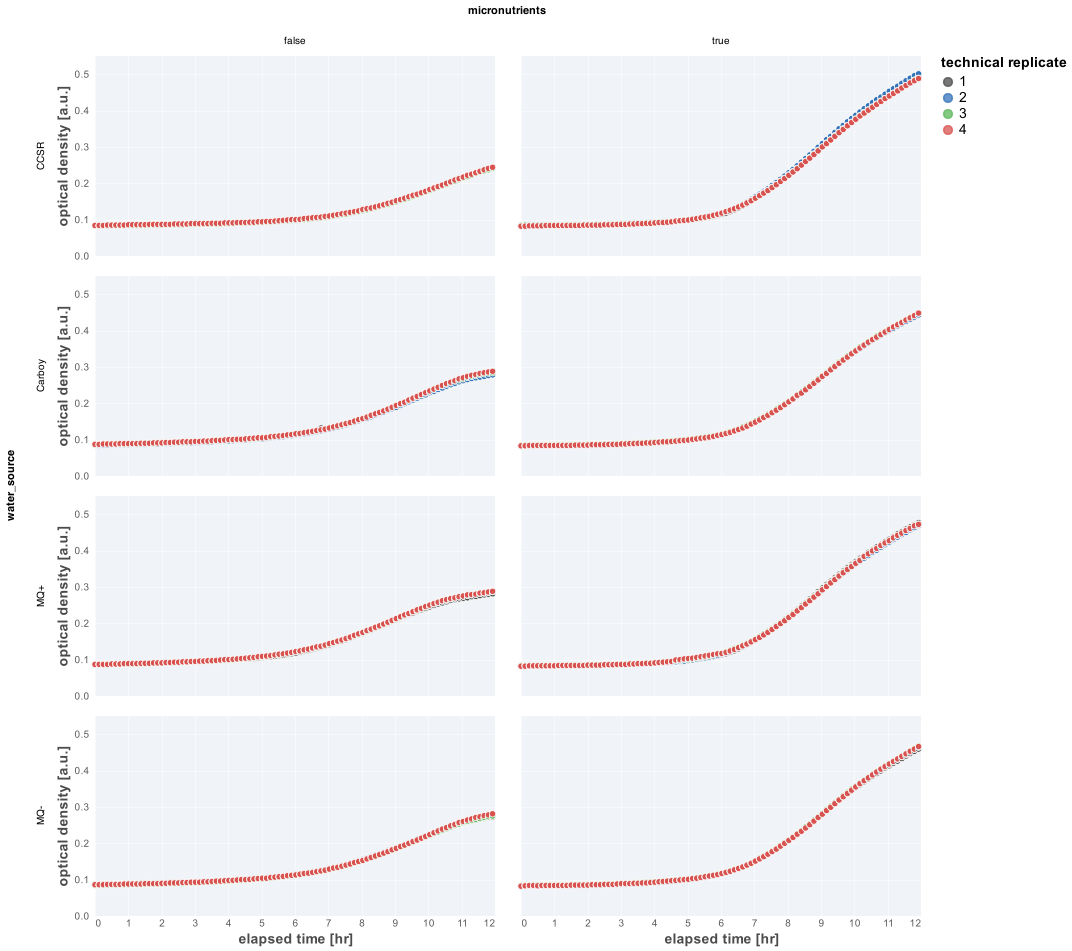 micronutrients
false
true
technical replicate
1
2
3
4
water_source
CCSR
optical density [a.u.]
0.5
0.4
0.3
0.2
0.1
0.0
Carboy
optical density [a.u.]
0.5
0.4
0.3
0.2
0.1
0.0
MQ+
optical density [a.u.]
0.5
0.4
0.3
0.2
0.1
0.0
MQ-
optical density [a.u.]
0.5
0.4
0.3
0.2
0.1
0.0
0 1 2 3 4 5 6 7 8 9 10 11 12
0 1 2 3 4 5 6 7 8 9 10 11 12
elapsed time [hr]
elapsed time [hr]